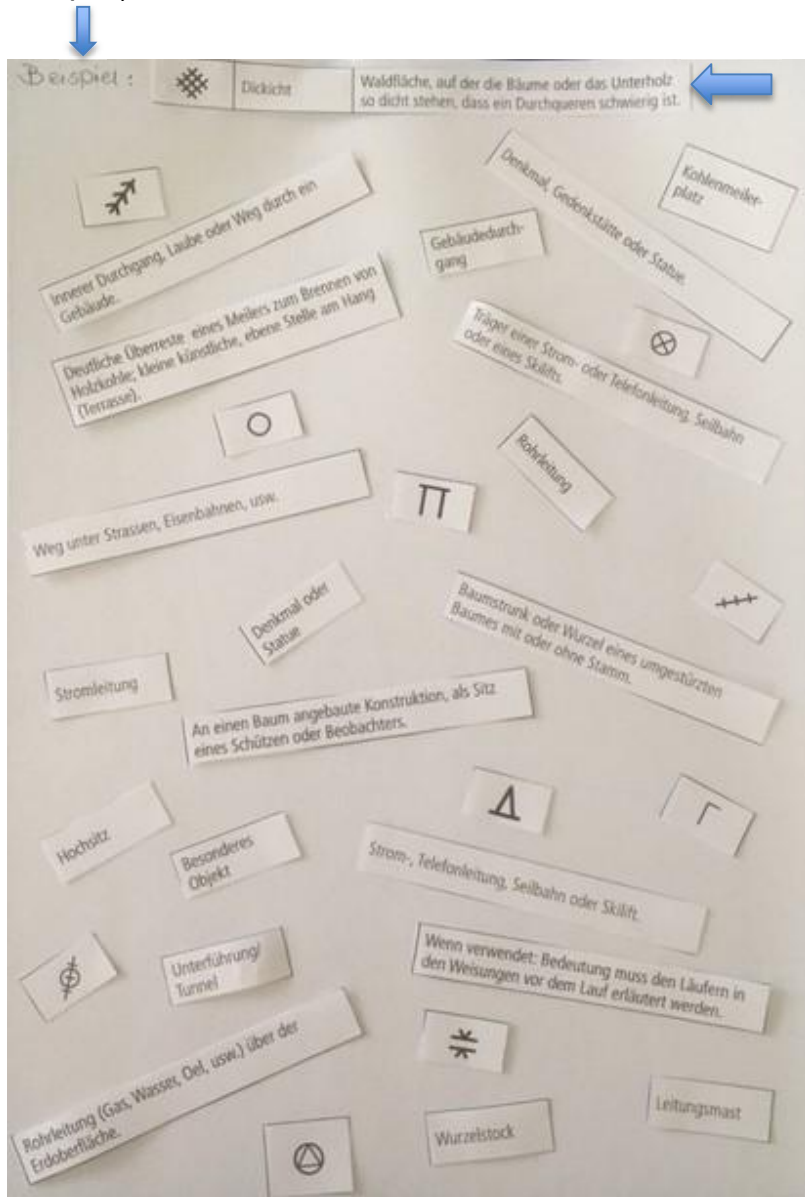 Beispiel:
Dickicht
Waldfläche, auf der die Bäume oder das Unterholz
so dicht stehen, dass ein Durchqueren schwierig ist.
Innerer Durchgang, Laube oder Weg durch ein
Gebäude.
Denkmal, Gedenkstätte oder Statue.
Kohlenmeiler-
platz
Gebäudedurch-
gang
Deutliche Überreste eines Meilers zum Brennen von
Holzkohle; kleine künstliche, ebene Stelle am Hang
(Terrasse).
Träger einer Strom- oder Telefonleitung, Seilbahn
oder eines Skilifts.
Rohrleitung
Weg unter Strassen, Eisenbahnen, usw.
Denkmal oder
Statue
Baumstrunk oder Wurzel eines umgestürzten
Baumes mit oder ohne Stamm.
Stromleitung
An einen Baum angebaute Konstruktion, als Sitz
eines Schützen oder Beobachters.
Hochsitz
Besonderes
Objekt
Strom-, Telefonleitung, Seilbahn oder Skilift.
Unterführung/
Tunnel
Wenn verwendet: Bedeutung muss den Läufern in
den Weisungen vor dem Lauf erläutert werden.
Rohrleitung (Gas, Wasser, Oel, usw.) über der
Erdoberfläche.
Wurzelstock
Leitungsmast